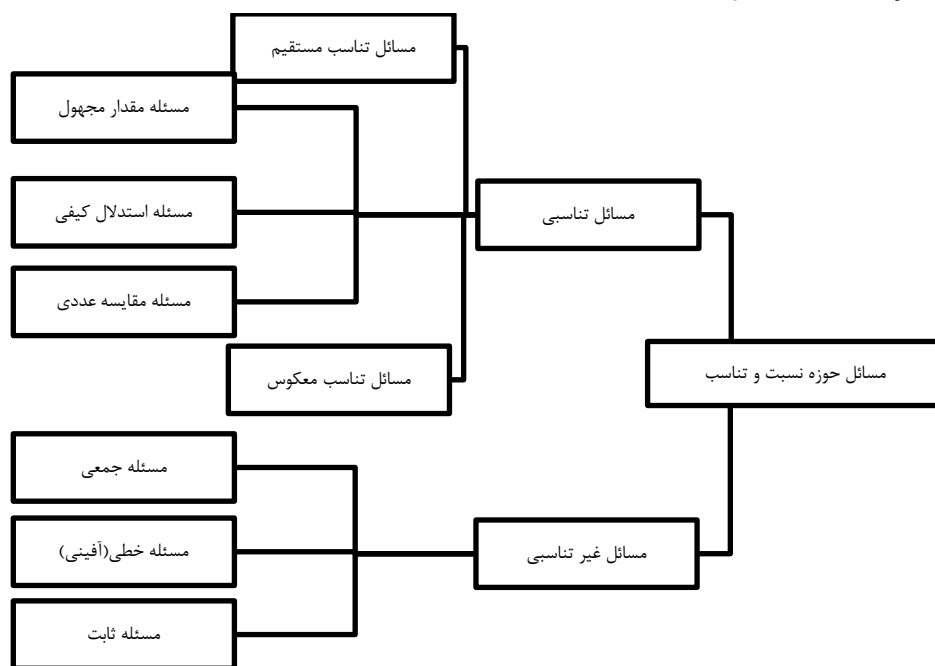 مسائل تناسب مستقیم
مسئله مقدار مجهول
مسئله استدلال کیفی
مسائل تناسبی
مسئله مقایسه عددی
مسائل تناسب معکوس
مسائل حوزه نسبت و تناسب
مسئله جمعی
مسئله خطی(آفینی)
مسائل غیر تناسبی
مسئله ثابت